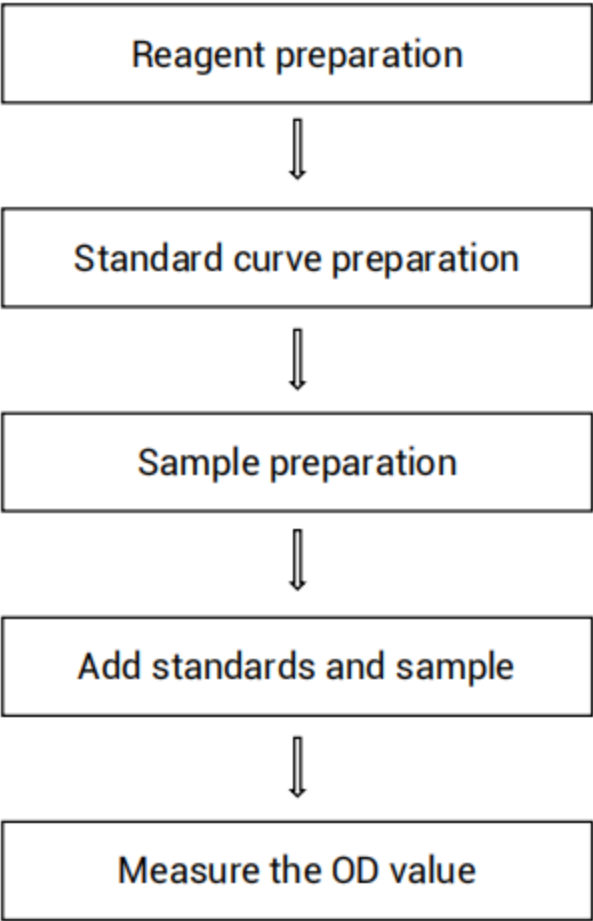 Reagent preparation
Standard curve preparation
Sample preparation
Add standards and sample
Measure the OD value